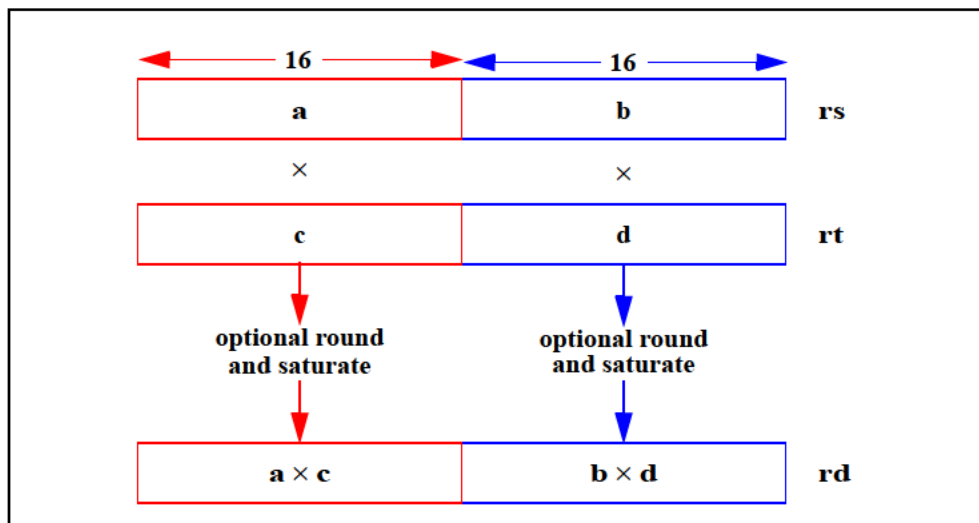 16 16
a b rs
× ×
c d rt
optional round optional round
and saturate and saturate
a × c b × d rd